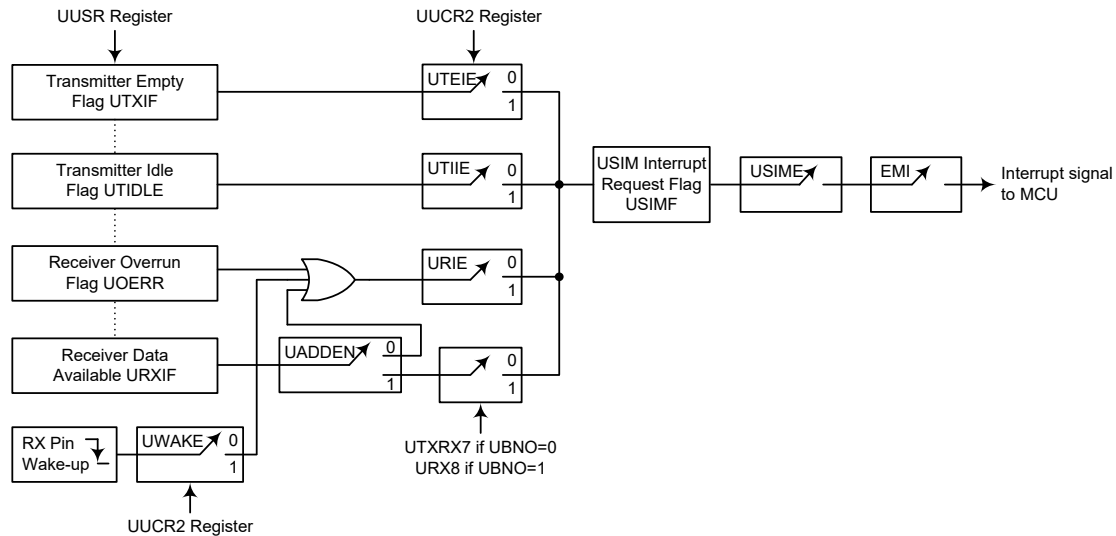 UUSR Register
UUCR2 Register
Transmitter Empty
Flag UTXIF
UTEIE
0
1
Transmitter Idle
Flag UTIDLE
UTIIE
0
1
USIM Interrupt
Request Flag
USIMF
USIME
EMI
Interrupt signal
to MCU
Receiver Overrun
Flag UOERR
URIE
0
1
Receiver Data
Available URXIF
UADDEN
0
1
0
1
RX Pin
Wake-up
UWAKE
0
1
UTXRX7 if UBNO=0
URX8 if UBNO=1
UUCR2 Register